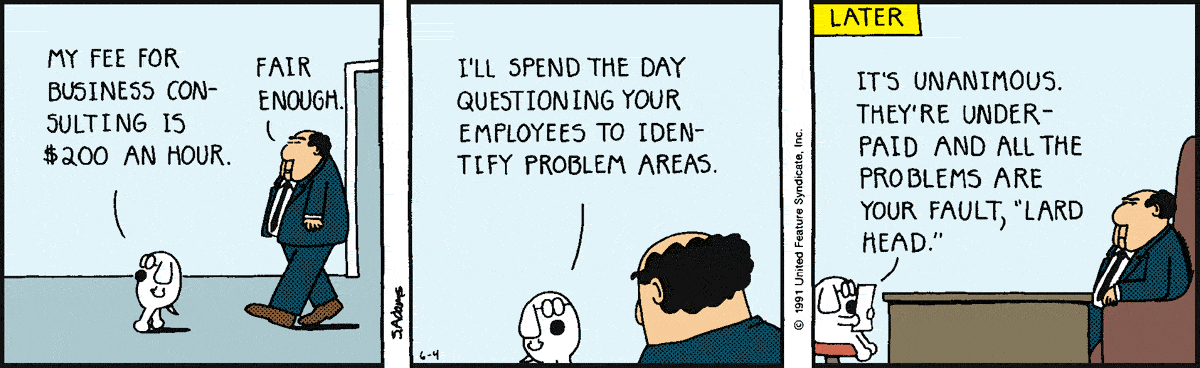 MY FEE FOR
BUSINESS CON-
SULTING IS
$200 AN HOUR.
FAIR
ENOUGH.
S.Adams
I'LL SPEND THE DAY
QUESTIONING YOUR
EMPLOYEES TO IDEN-
TIFY PROBLEM AREAS.
6-4
© 1991 United Feature Syndicate, Inc.
LATER
IT'S UNANIMOUS.
THEY'RE UNDER-
PAID AND ALL THE
PROBLEMS ARE
YOUR FAULT, "LARD
HEAD."